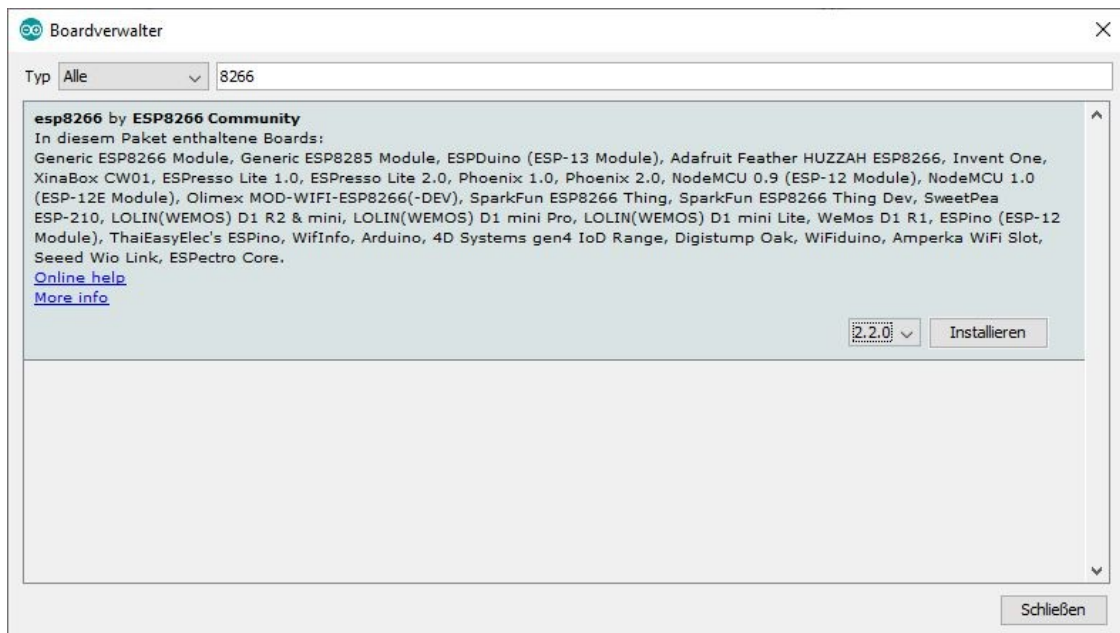 Boardverwalter
Typ Alle 8266
esp8266 by ESP8266 Community
In diesem Paket enthaltene Boards:
Generic ESP8266 Module, Generic ESP8285 Module, ESPDuino (ESP-13 Module), Adafruit Feather HUZZAH ESP8266, Invent One,
XinaBox CW01, ESPresso Lite 1.0, ESPresso Lite 2.0, Phoenix 1.0, Phoenix 2.0, NodeMCU 0.9 (ESP-12 Module), NodeMCU 1.0
(ESP-12E Module), Olimex MOD-WIFI-ESP8266(-DEV), SparkFun ESP8266 Thing, SparkFun ESP8266 Thing Dev, SweetPea
ESP-210, LOLIN(WEMOS) D1 R2 & mini, LOLIN(WEMOS) D1 mini Pro, LOLIN(WEMOS) D1 mini Lite, WeMos D1 R1, ESPino (ESP-12
Module), ThaiEasyElec's ESPino, WifInfo, Arduino, 4D Systems gen4 IoD Range, Digistump Oak, WiFiduino, Amperka WiFi Slot,
Seeed Wio Link, ESPectro Core.
Online help
More info
2.2.0 Installieren
Schließen